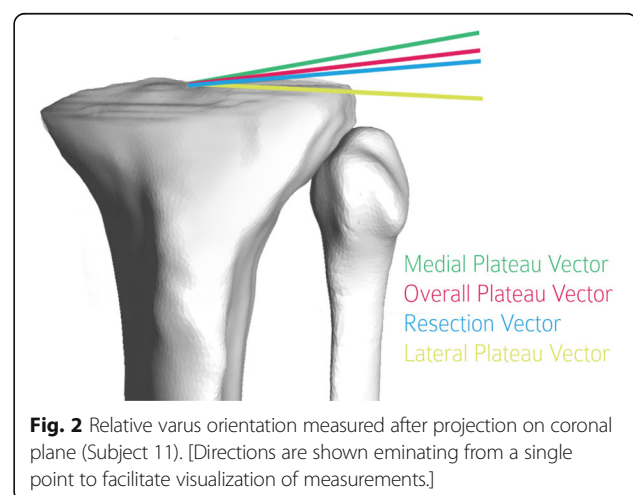 Medial Plateau Vector
Overall Plateau Vector
Resection Vector
Lateral Plateau Vector
Fig. 2 Relative varus orientation measured after projection on coronal
plane (Subject 11). [Directions are shown eminating from a single
point to facilitate visualization of measurements.]